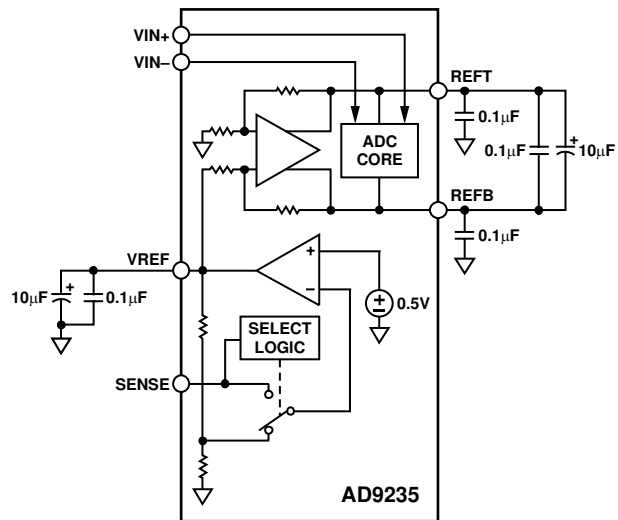 VIN+
VIN–
REFT
0.1μF
ADC
CORE
0.1μF
10μF
+
REFB
0.1μF
VREF
+
–
10μF
+
0.1μF
0.5V
SELECT
LOGIC
SENSE
AD9235